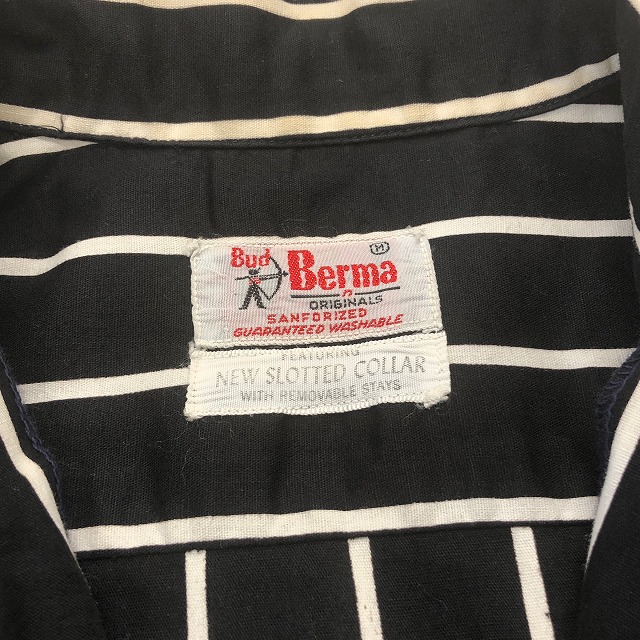 Bud
Berma
M
n
ORIGINALS
SANFORIZED
GUARANTEED WASHABLE
FEATURING
NEW SLOTTED COLLAR
WITH REMOVABLE STAYS